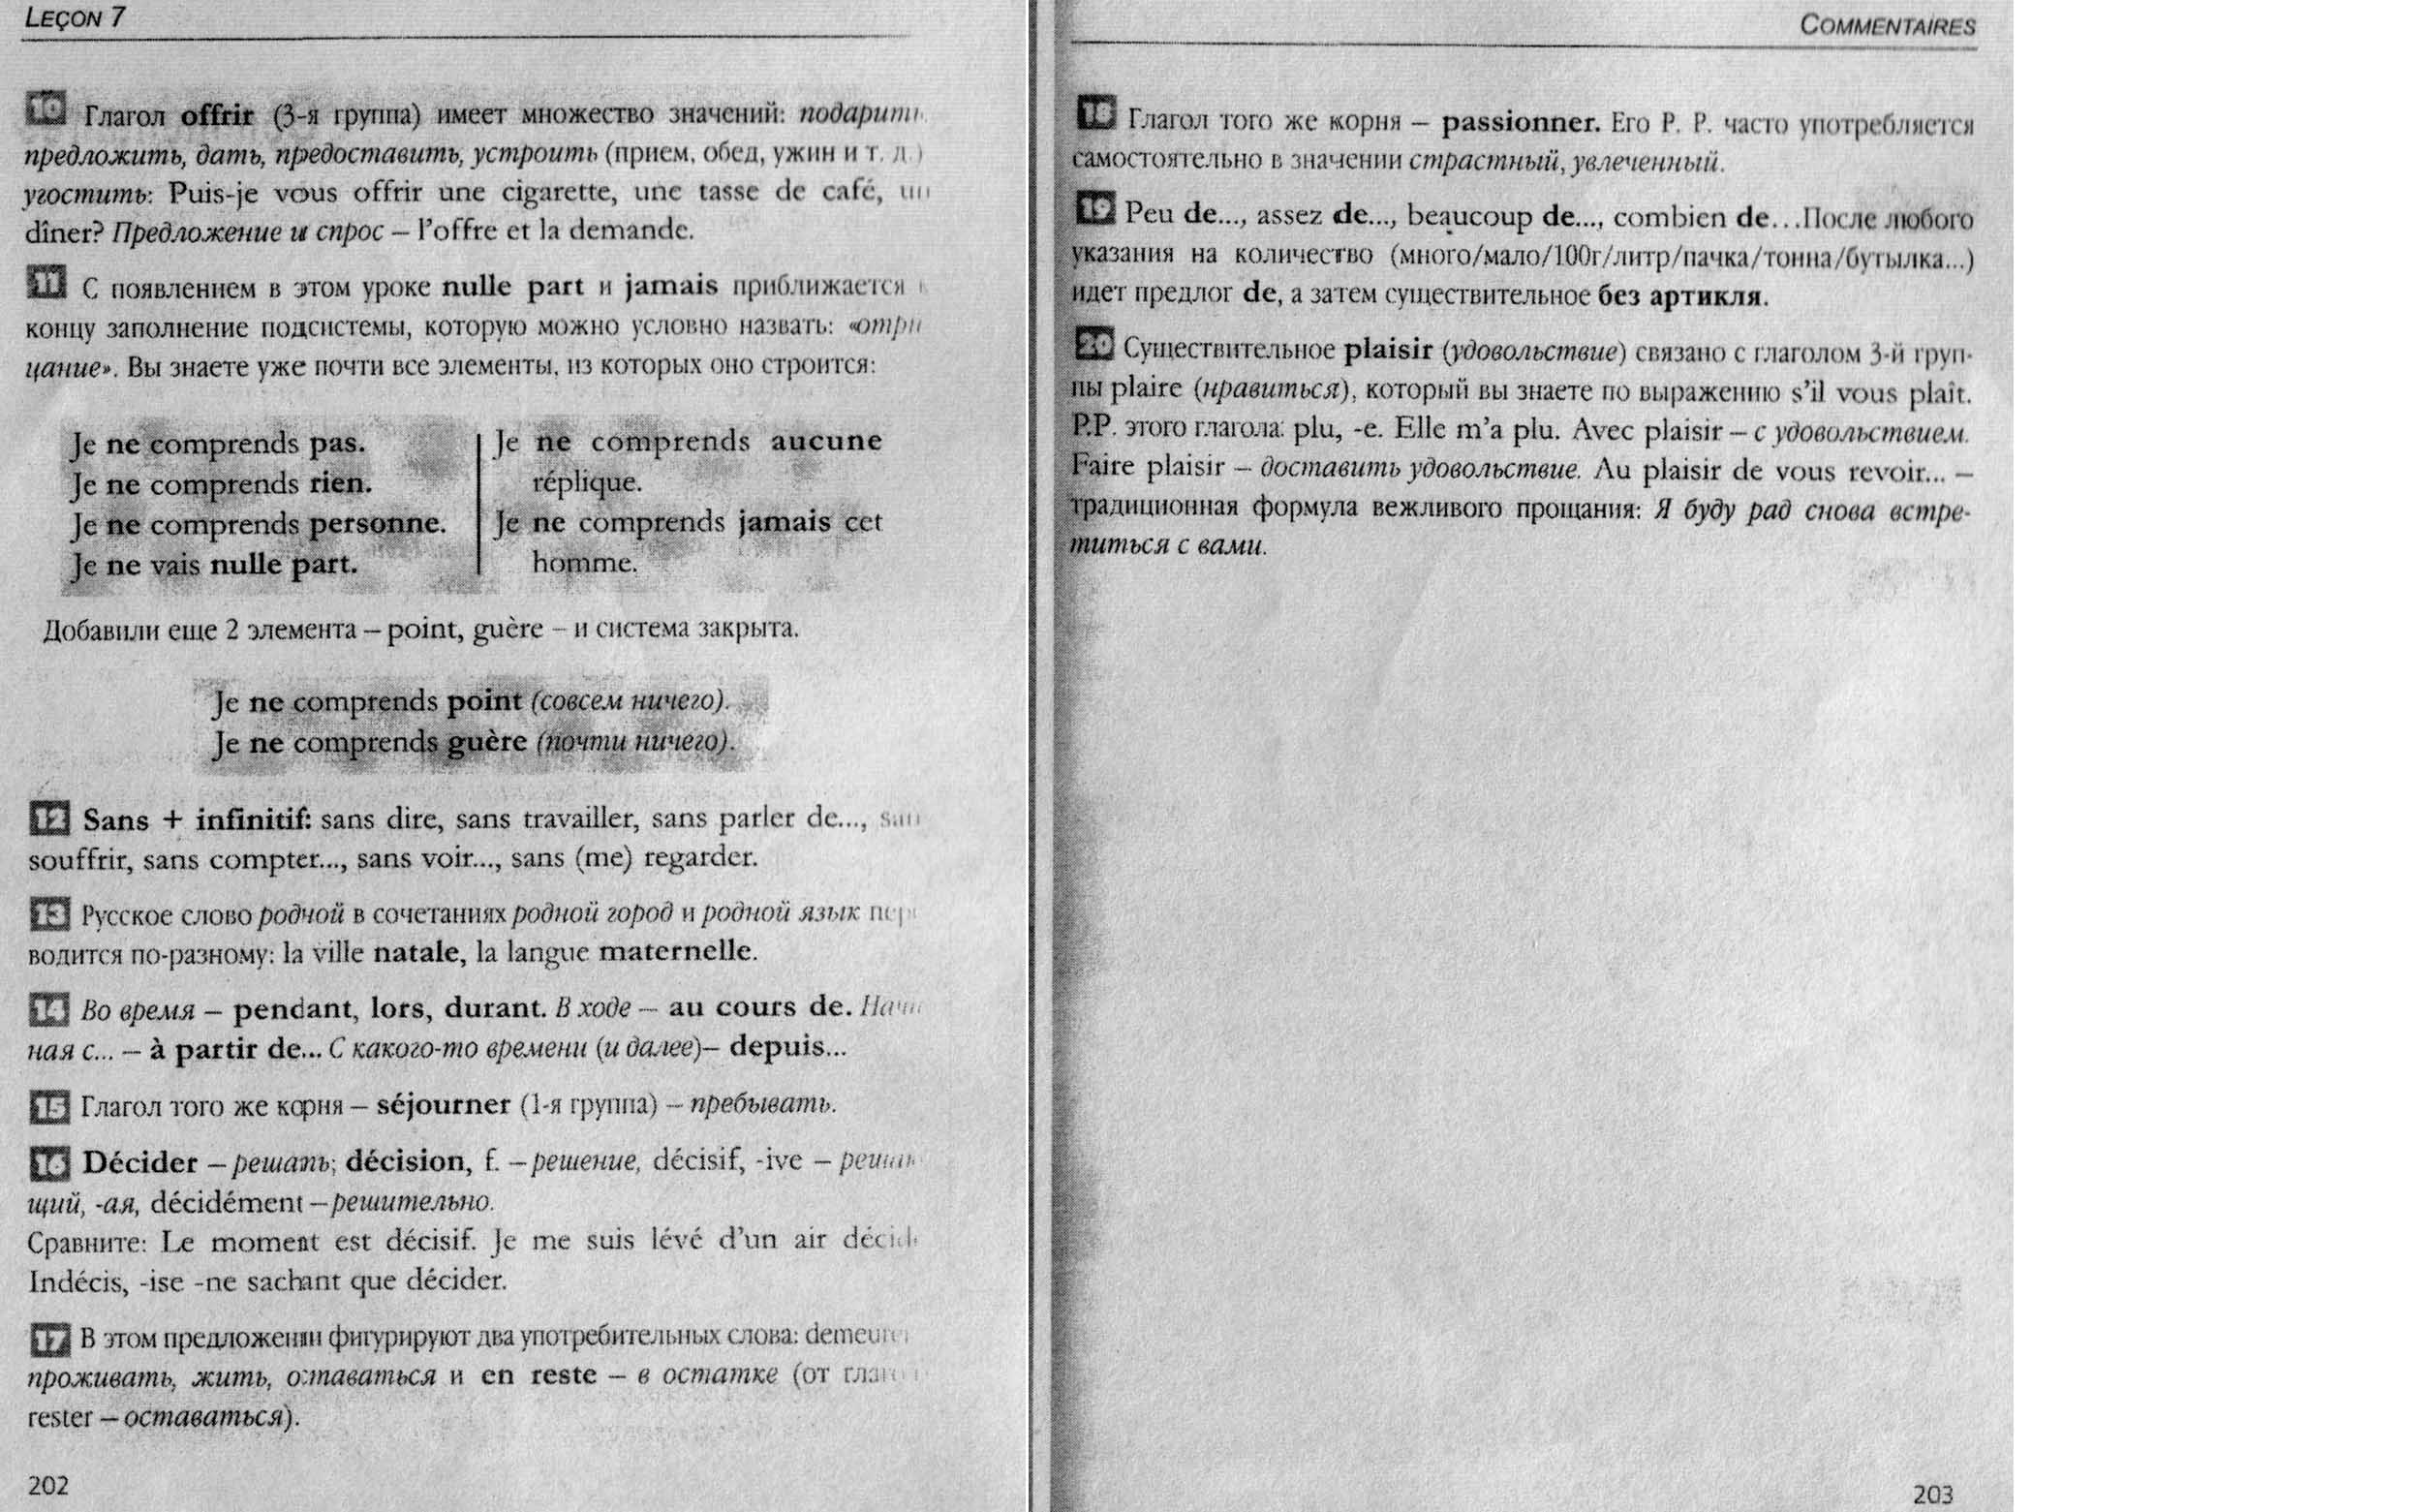 LEÇON 7
10 Глагол offrir (3-я группа) имеет множество значений: подарить,
предложить, дать, предоставить, устроить (прием, обед, ужин и т. д.)
угостить: Puis-je vous offrir une cigarette, une tasse de café, un
dîner? Предложение и спрос – l'offre et la demande.
11 С появлением в этом уроке nulle part и jamais приближается к
концу заполнение подсистемы, которую можно условно назвать: «отри
цание». Вы знаете уже почти все элементы, из которых оно строится:
Je ne comprends pas.
Je ne comprends rien.
Je ne comprends personne.
Je ne vais nulle part.
Je ne comprends aucune
réplique.
Je ne comprends jamais cet
homme.
Добавили еще 2 элемента – point, guère – и система закрыта.
Je ne comprends point (совсем ничего).
Je ne comprends guère (почти ничего).
12 Sans + infinitif: sans dire, sans travailler, sans parler de..., san
souffrir, sans compter..., sans voir..., sans (me) regarder.
13 Русское слово родной в сочетаниях родной город и родной язык пере
водится по-разному: la ville natale, la langue maternelle.
14 Во время – pendant, lors, durant. В ходе – au cours de. Начи
ная с... – à partir de... С какого-то времени (и далее)– depuis...
15 Глагол того же корня – séjourner (1-я группа) – пребывать.
16 Décider – решать; décision, f. – решение, décisif, -ive – решаю
щий, -ая, décidément – решительно.
Сравните: Le moment est décisif. Je me suis lévé d'un air décidé
Indécis, -ise -ne sachant que décider.
17 В этом предложении фигурируют два употребительных слова: demeurer
проживать, жить, оставаться и en reste – в остатке (от глагола
rester – оставаться).
202
COMMENTAIRES
18 Глагол того же корня – passionner. Его P. P. часто употребляется
самостоятельно в значении страстный, увлеченный.
19 Peu de..., assez de..., beaucoup de..., combien de...После любого
указания на количество (много/мало/100г/литр/пачка/тонна/бутылка...)
идет предлог de, а затем существительное без артикля.
20 Существительное plaisir (удовольствие) связано с глаголом 3-й груп-
пы plaire (нравиться), который вы знаете по выражению s'il vous plaît.
P.P. этого глагола: plu, -e. Elle m'a plu. Avec plaisir – с удовольствием.
Faire plaisir – доставить удовольствие. Au plaisir de vous revoir... –
традиционная формула вежливого прощания: Я буду рад снова встре-
титься с вами.
203